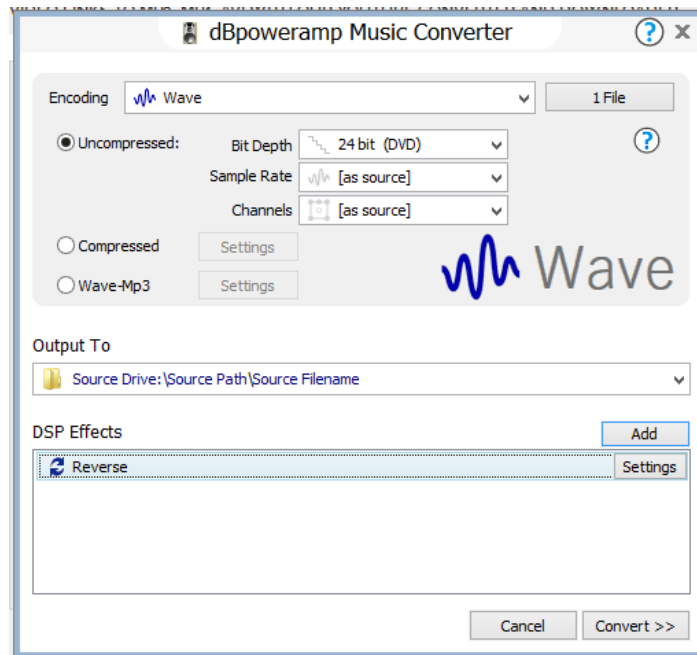 dBpoweramp Music Converter
?
x
Encoding Wave 1 File
Uncompressed: Bit Depth 24 bit (DVD) ?
Sample Rate [as source]
Channels [as source]
Compressed Settings
Wave-Mp3 Settings
Wave
Output To
Source Drive:\Source Path\Source Filename
DSP Effects Add
Reverse Settings
Cancel Convert >>